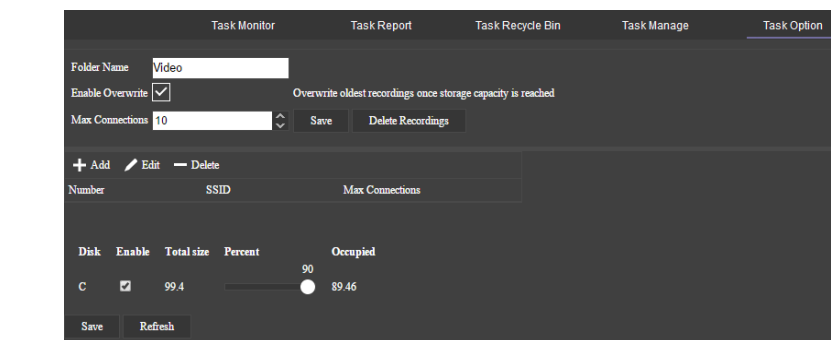 Task Monitor Task Report Task Recycle Bin Task Manage Task Option
Folder Name Video
Enable Overwrite Overwrite oldest recordings once storage capacity is reached
Max Connections 10 Save Delete Recordings
Add Edit Delete
Number SSID Max Connections
Disk Enable Total size Percent Occupied
90
C 99.4 89.46
Save Refresh